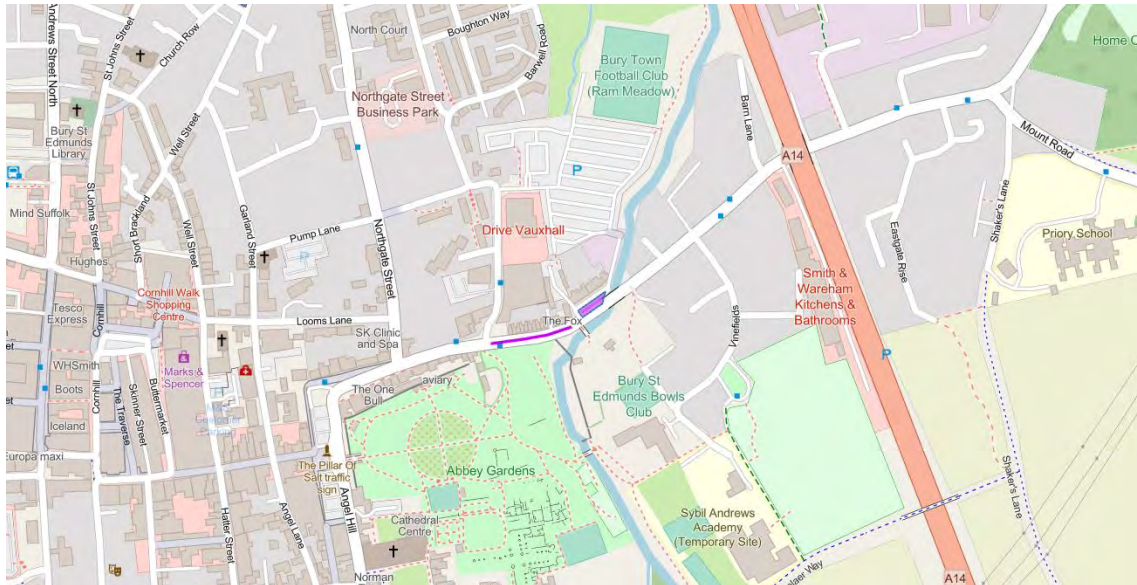 Andrews Street North
St Johns Street
Church Row
Well Street
North Court
Boughton Way
Barwell Road
Bury Town
Football Club
(Ram Meadow)
Home C
Northgate Street
Business Park
Bury St
Edmunds
Library
Barn Lane
A14
Mount Road
P
Mind Suffolk
St Johns Street
Short Brackland
Well Street
Garland Street
Pump Lane
P
Northgate Street
Drive Vauxhall
Shaker's Lane
Priory School
Eastgate Rise
Hughes
Cornhill Walk
Shopping
Centre
Tesco
Express
Cornhill
Looms Lane
SK Clinic
and Spa
The Fox
Vinefields
Smith &
Wareham
Kitchens &
Bathrooms
P
WHSmith
Boots
Iceland
Marks &
Spencer
Cornhill
The Traverse
Skinner Street
Buttermarket
The One
Bull
aviary
Bury St
Edmunds Bowls
Club
Europa maxi
The Pillar Of
Salt traffic
sign
Abbey Gardens
Angel Hill
Hatter Street
Angel Lane
Cathedral
Centre
Norman
Sybil Andrews
Academy
(Temporary Site)
Shaker's Lane
elaer Way
A14